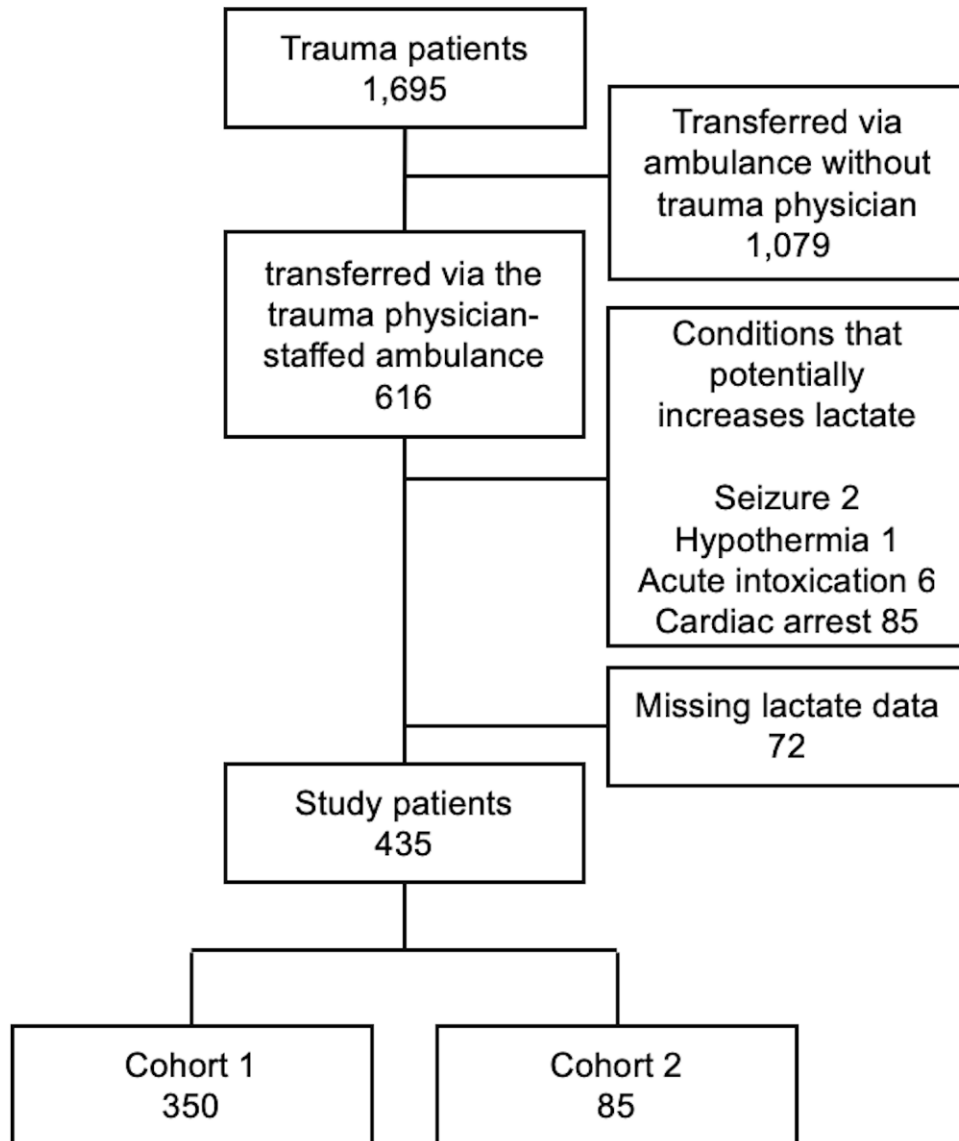 Trauma patients
1,695
Transferred via
ambulance without
trauma physician
1,079
transferred via the
trauma physician-
staffed ambulance
616
Conditions that
potentially
increases lactate
Seizure 2
Hypothermia 1
Acute intoxication 6
Cardiac arrest 85
Missing lactate data
72
Study patients
435
Cohort 1
350
Cohort 2
85